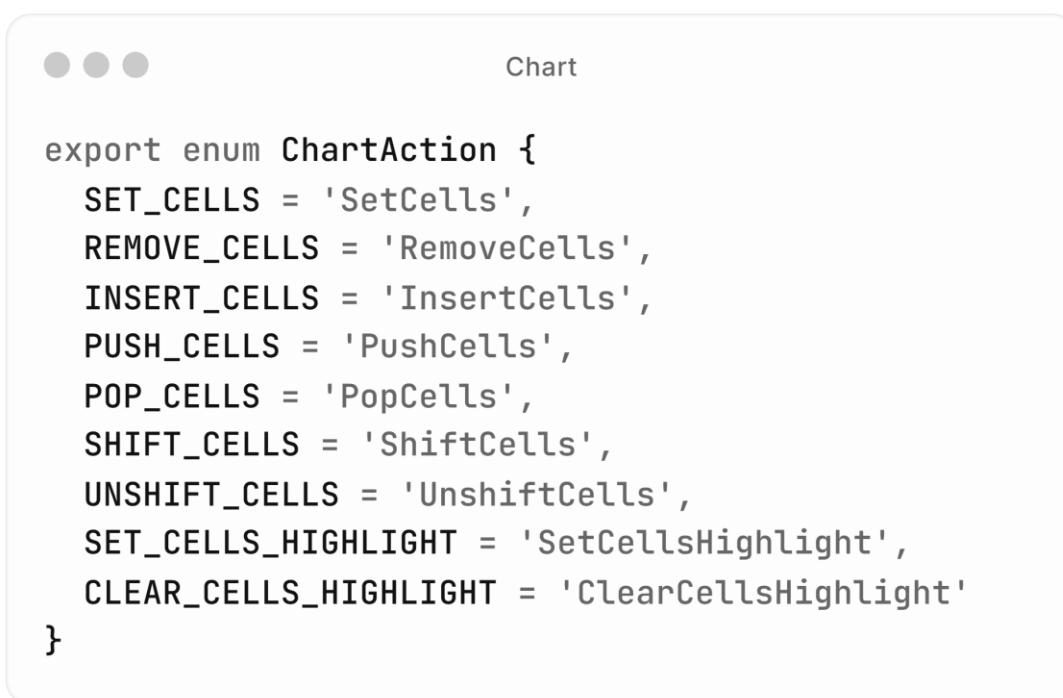 Chart
export enum ChartAction {
  SET_CELLS = 'SetCells',
  REMOVE_CELLS = 'RemoveCells',
  INSERT_CELLS = 'InsertCells',
  PUSH_CELLS = 'PushCells',
  POP_CELLS = 'PopCells',
  SHIFT_CELLS = 'ShiftCells',
  UNSHIFT_CELLS = 'UnshiftCells',
  SET_CELLS_HIGHLIGHT = 'SetCellsHighlight',
  CLEAR_CELLS_HIGHLIGHT = 'ClearCellsHighlight'
}